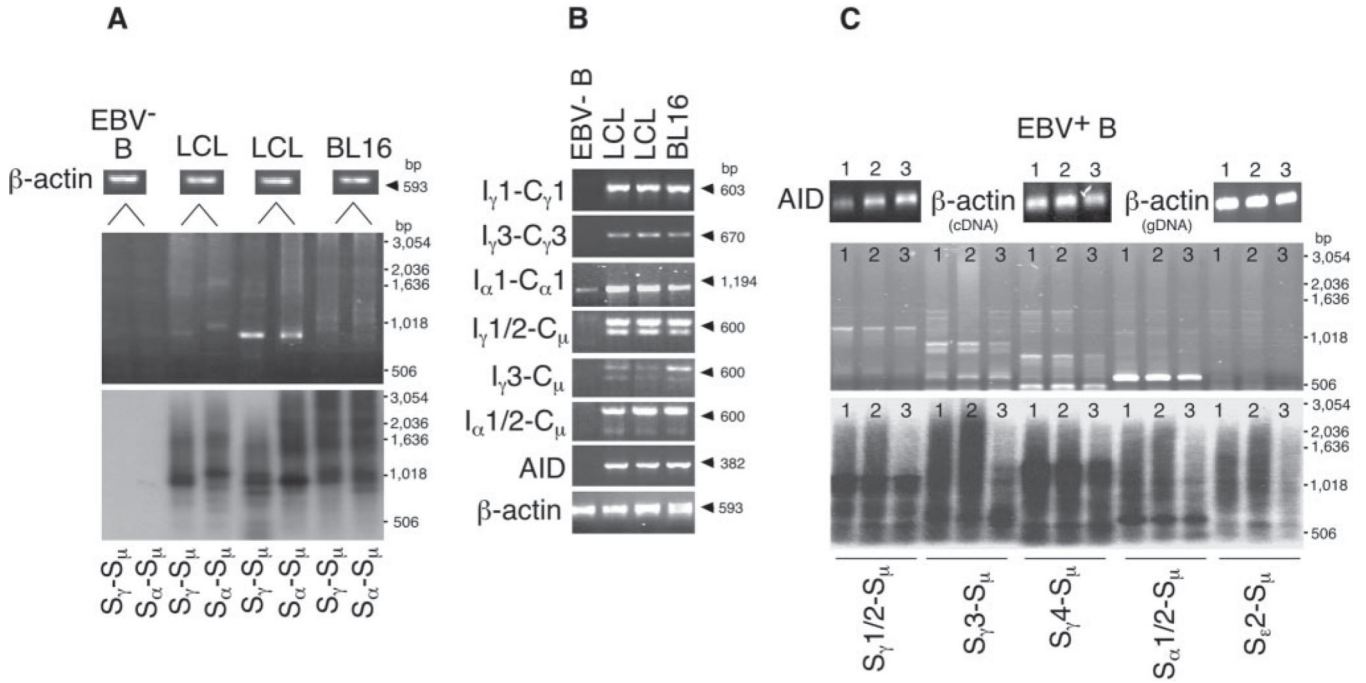 A
EBV⁻ B
LCL
LCL
BL16
β-actin
bp
593
3,054
2,036
1,636
1,018
506
3,054
2,036
1,636
1,018
506
Sγ-Sμ
Sα-Sμ
Sγ-Sμ
Sα-Sμ
Sγ-Sμ
Sα-Sμ
Sγ-Sμ
Sα-Sμ
B
EBV- B
LCL
LCL
BL16
bp
Iγ1-Cγ1
603
Iγ3-Cγ3
670
Iα1-Cα1
1,194
Iγ1/2-Cμ
600
Iγ3-Cμ
600
Iα1/2-Cμ
600
AID
382
β-actin
593
C
EBV⁺ B
1 2 3
1 2 3
1 2 3
AID
β-actin
(cDNA)
β-actin
(gDNA)
bp
1 2 3 1 2 3 1 2 3 1 2 3 1 2 3
3,054
2,036
1,636
1,018
506
1 2 3 1 2 3 1 2 3 1 2 3 1 2 3
3,054
2,036
1,636
1,018
506
Sγ1/2-Sμ
Sγ3-Sμ
Sγ4-Sμ
Sα1/2-Sμ
Sε2-Sμ